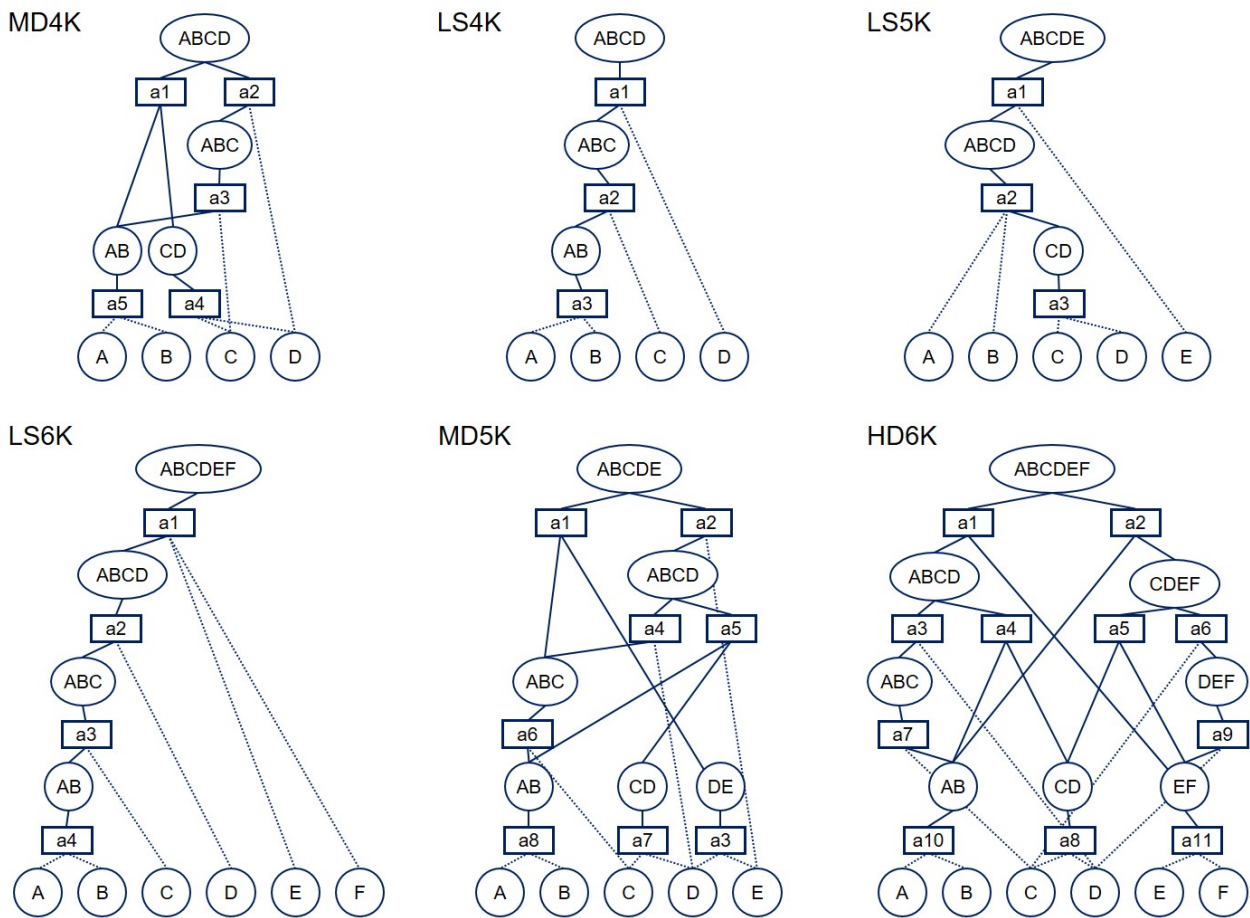 MD4K LS4K LS5K
ABCD ABCD ABCDE
a1 a2 a1 a1
ABC ABC ABCD
a3 a2 a2
AB CD AB CD
a5 a4 a3 a3
A B C D A B C D A B C D E
LS6K MD5K HD6K
ABCDEF ABCDE ABCDEF
a1 a1 a2 a1 a2
ABCD ABCD ABCD CDEF
a2 a4 a5 a3 a4 a5 a6
ABC ABC ABC DEF
a3 a6 a7 a9
AB AB CD DE AB CD EF
a4 a8 a7 a3 a10 a8 a11
A B C D E F A B C D E A B C D E F